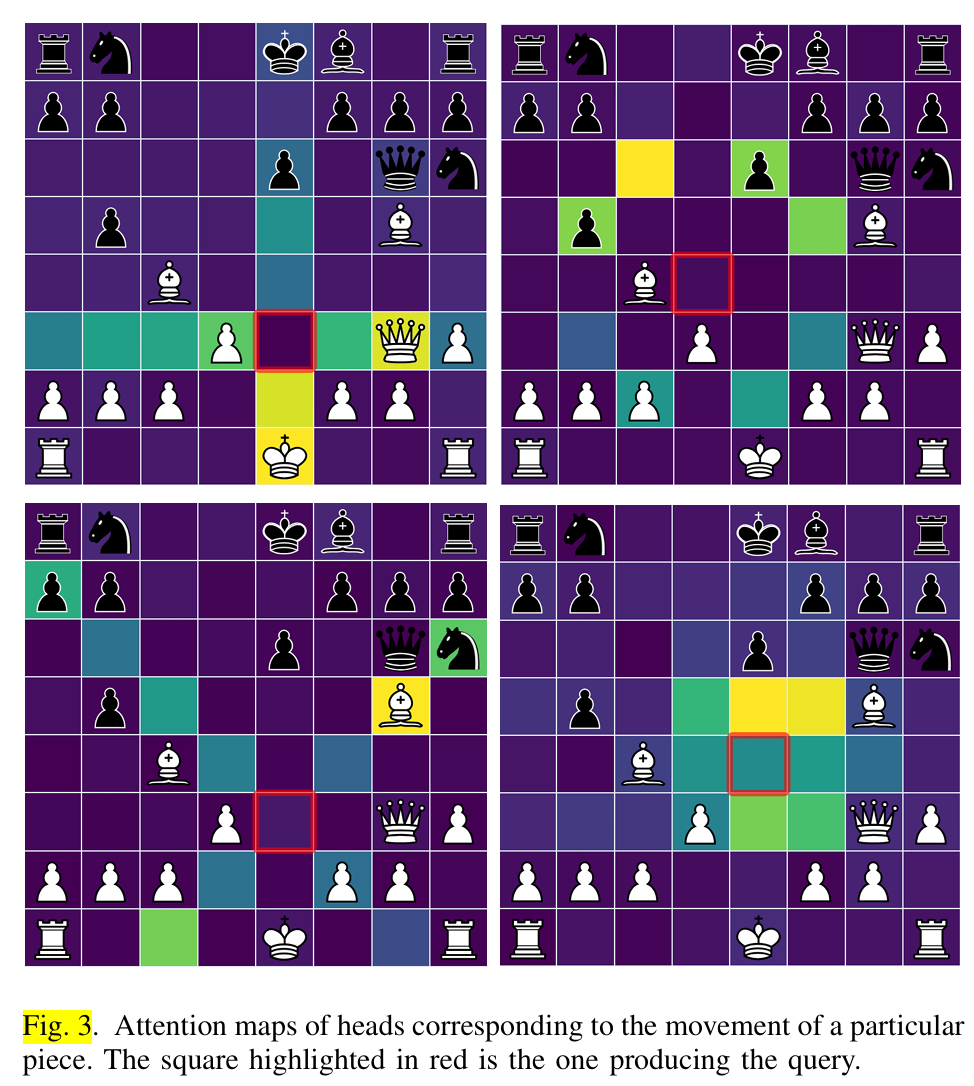 Fig. 3. Attention maps of heads corresponding to the movement of a particular
piece. The square highlighted in red is the one producing the query.